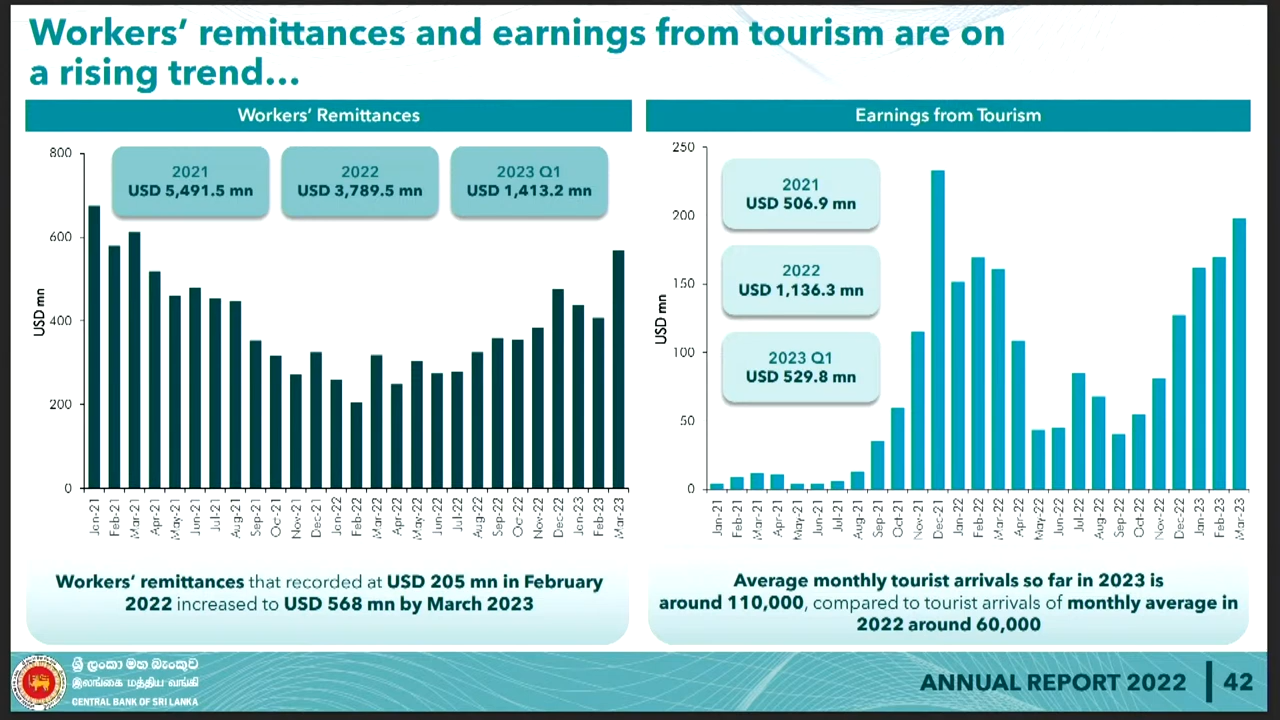 Workers’ remittances and earnings from tourism are on
a rising trend...
Workers’ Remittances
800
600
400
200
0
USD mn
2021
USD 5,491.5 mn
2022
USD 3,789.5 mn
2023 Q1
USD 1,413.2 mn
Jan-21
Feb-21
Mar-21
Apr-21
May-21
Jun-21
Jul-21
Aug-21
Sep-21
Oct-21
Nov-21
Dec-21
Jan-22
Feb-22
Mar-22
Apr-22
May-22
Jun-22
Jul-22
Aug-22
Sep-22
Oct-22
Nov-22
Dec-22
Jan-23
Feb-23
Mar-23
Workers’ remittances that recorded at USD 205 mn in February
2022 increased to USD 568 mn by March 2023
Earnings from Tourism
250
200
150
100
50
0
USD mn
2021
USD 506.9 mn
2022
USD 1,136.3 mn
2023 Q1
USD 529.8 mn
Jan-21
Feb-21
Mar-21
Apr-21
May-21
Jun-21
Jul-21
Aug-21
Sep-21
Oct-21
Nov-21
Dec-21
Jan-22
Feb-22
Mar-22
Apr-22
May-22
Jun-22
Jul-22
Aug-22
Sep-22
Oct-22
Nov-22
Dec-22
Jan-23
Feb-23
Mar-23
Average monthly tourist arrivals so far in 2023 is
around 110,000, compared to tourist arrivals of monthly average in
2022 around 60,000
ශ්‍රී ලංකා මහ බැංකුව
இலங்கை மத்திய வங்கி
CENTRAL BANK OF SRI LANKA
ANNUAL REPORT 2022
42